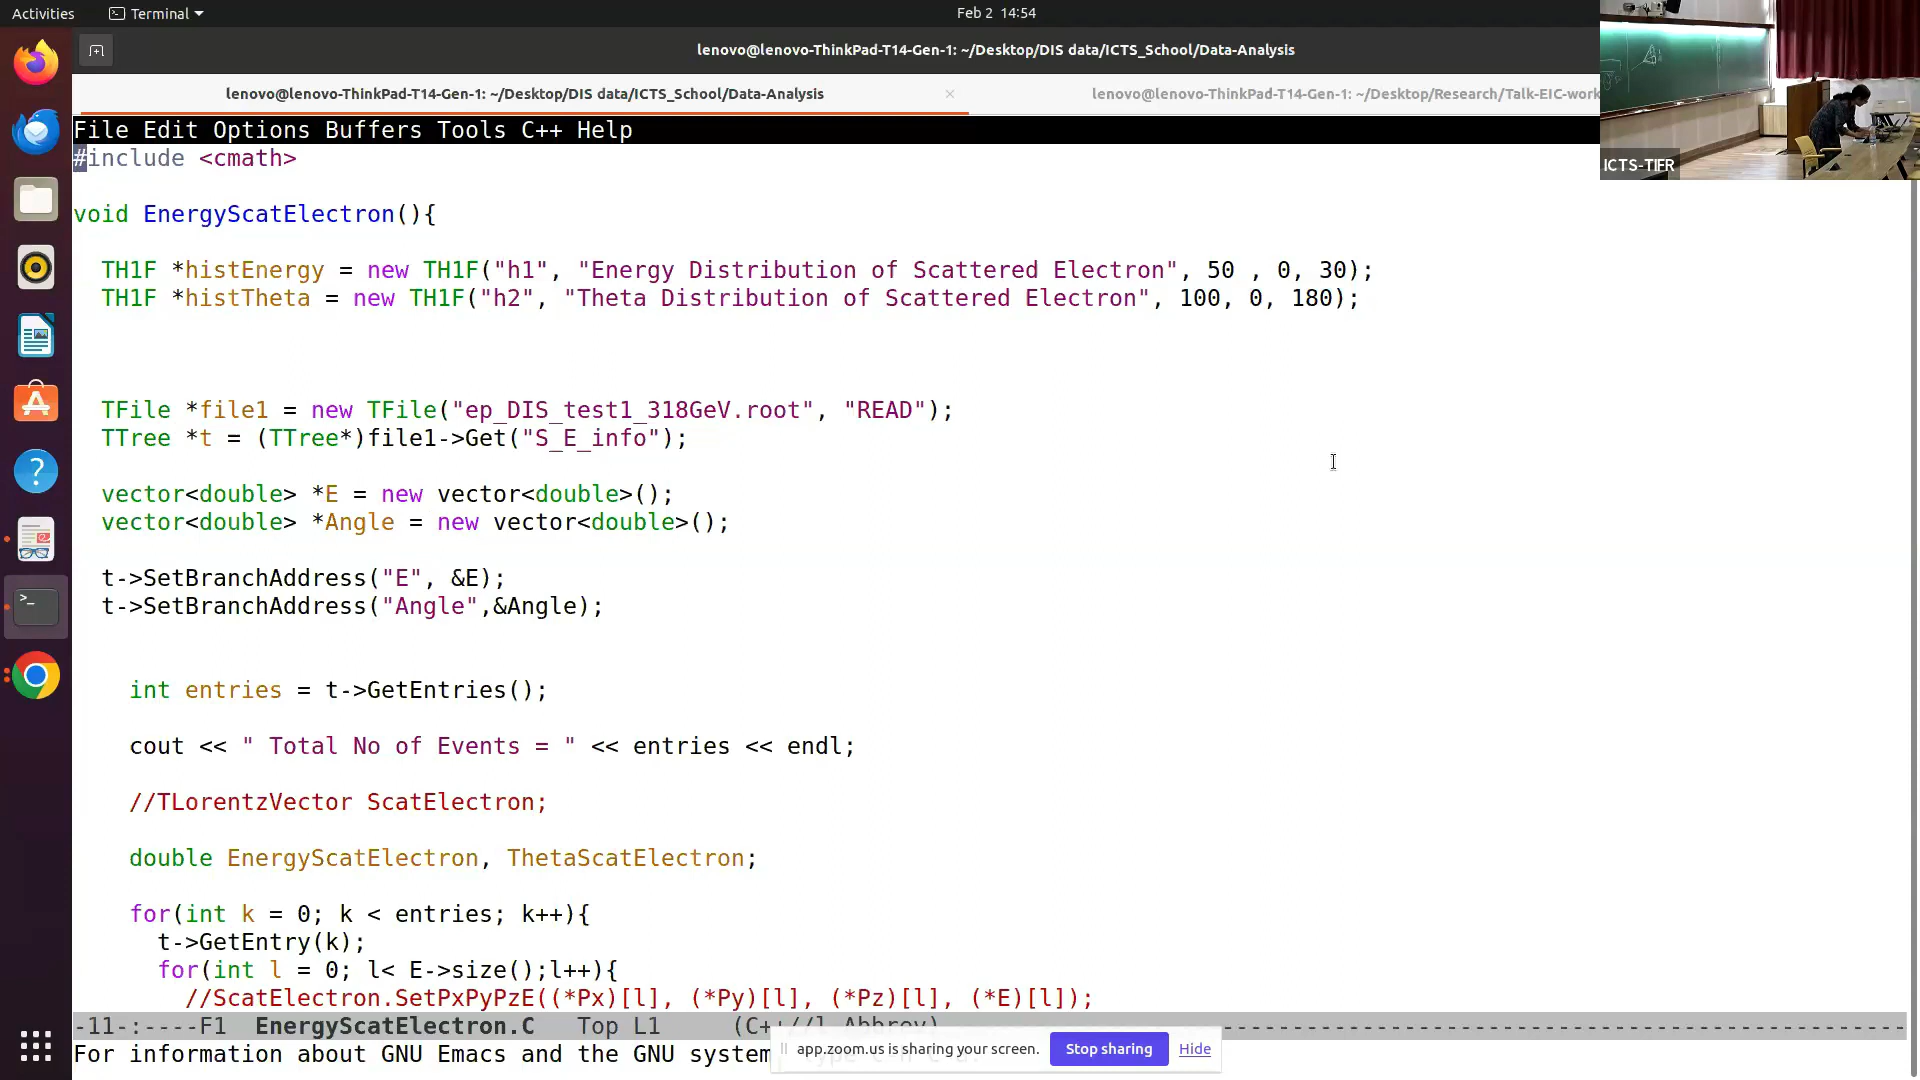 Activities
Terminal
Feb 2 14:54
lenovo@lenovo-ThinkPad-T14-Gen-1: ~/Desktop/DIS data/ICTS_School/Data-Analysis
lenovo@lenovo-ThinkPad-T14-Gen-1: ~/Desktop/DIS data/ICTS_School/Data-Analysis
lenovo@lenovo-ThinkPad-T14-Gen-1: ~/Desktop/Research/Talk-EIC-work
File Edit Options Buffers Tools C++ Help
ICTS-TIFR
#include <cmath>
void EnergyScatElectron(){
TH1F *histEnergy = new TH1F("h1", "Energy Distribution of Scattered Electron", 50 , 0, 30);
TH1F *histTheta = new TH1F("h2", "Theta Distribution of Scattered Electron", 100, 0, 180);
TFile *file1 = new TFile("ep_DIS_test1_318GeV.root", "READ");
TTree *t = (TTree*)file1->Get("S_E_info");
vector<double> *E = new vector<double>();
vector<double> *Angle = new vector<double>();
t->SetBranchAddress("E", &E);
t->SetBranchAddress("Angle",&Angle);
int entries = t->GetEntries();
cout << " Total No of Events = " << entries << endl;
//TLorentzVector ScatElectron;
double EnergyScatElectron, ThetaScatElectron;
for(int k = 0; k < entries; k++){
t->GetEntry(k);
for(int l = 0; l< E->size();l++){
//ScatElectron.SetPxPyPzE((*Px)[l], (*Py)[l], (*Pz)[l], (*E)[l]);
-11-:----F1 EnergyScatElectron.C Top L1
For information about GNU Emacs and the GNU system
app.zoom.us is sharing your screen.
Stop sharing
Hide